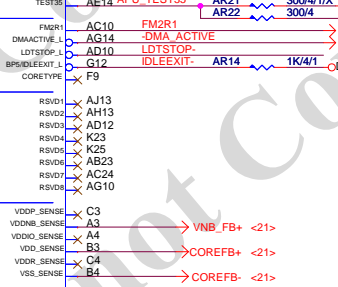 TEST35 AE14 APU_TEST35 AR21 300/4/1/X
AR22 300/4
FM2R1 AC10 FM2R1
DMAACTIVE_L AG14 -DMA_ACTIVE
LDTSTOP_L AD10 LDTSTOP-
BP5/IDLEEXIT_L G12 IDLEEXIT- AR14 1K/4/1
CORETYPE F9
RSVD1 AJ13
RSVD2 AH13
RSVD3 AD12
RSVD4 K23
RSVD5 K25
RSVD6 AB23
RSVD7 AC24
RSVD8 AG10
VDDP_SENSE C3
VDDNB_SENSE A3 VNB_FB+ <21>
VDDIO_SENSE A4
VDD_SENSE B3 COREFB+ <21>
VDDR_SENSE C4
VSS_SENSE B4 COREFB- <21>
not Co